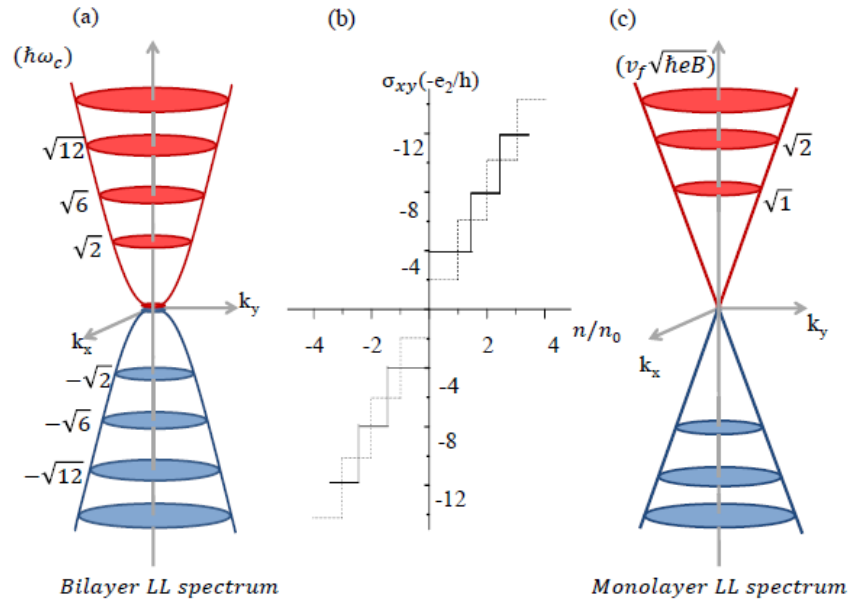 (a)
(ħω_c)
√12
√6
√2
k_y
k_x
−√2
−√6
−√12
Bilayer LL spectrum
(b)
σ_xy(-e_2/h)
-12
-8
-4
-4 -2 2 4 n/n_0
-4
-8
-12
(c)
(v_f√ħeB)
√2
√1
k_y
k_x
Monolayer LL spectrum